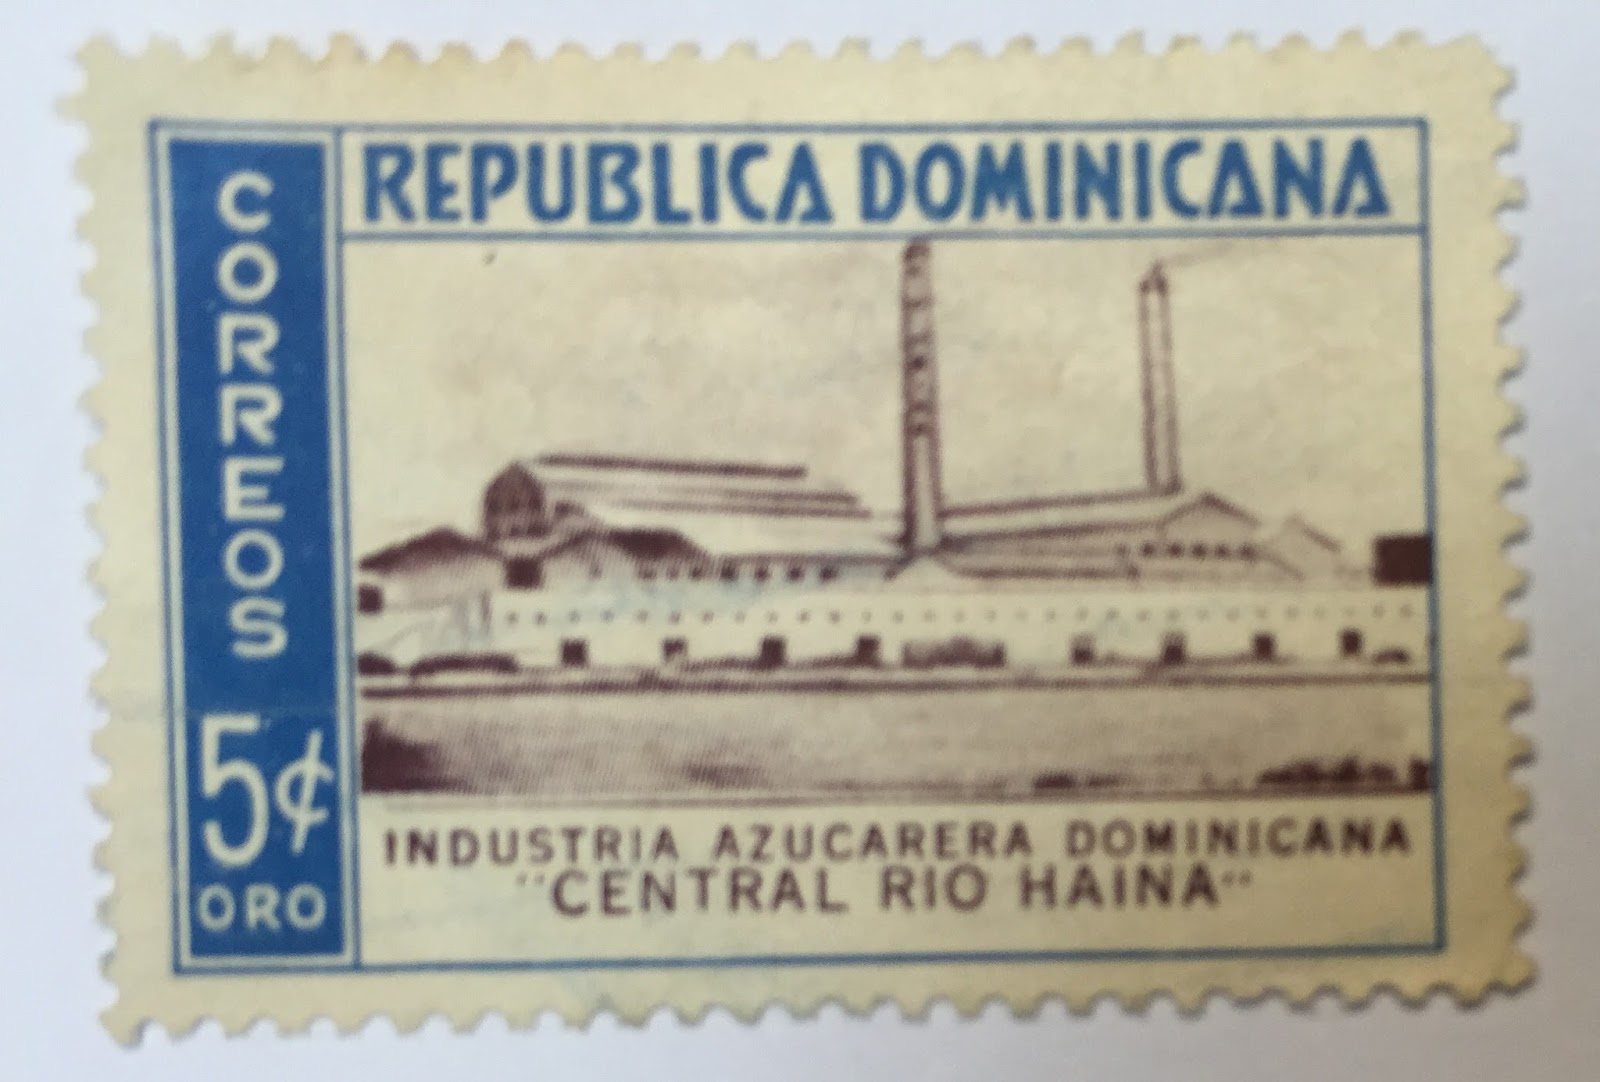 REPUBLICA DOMINICANA
CORREOS
5¢
ORO
INDUSTRIA AZUCARERA DOMINICANA
"CENTRAL RIO HAINA"